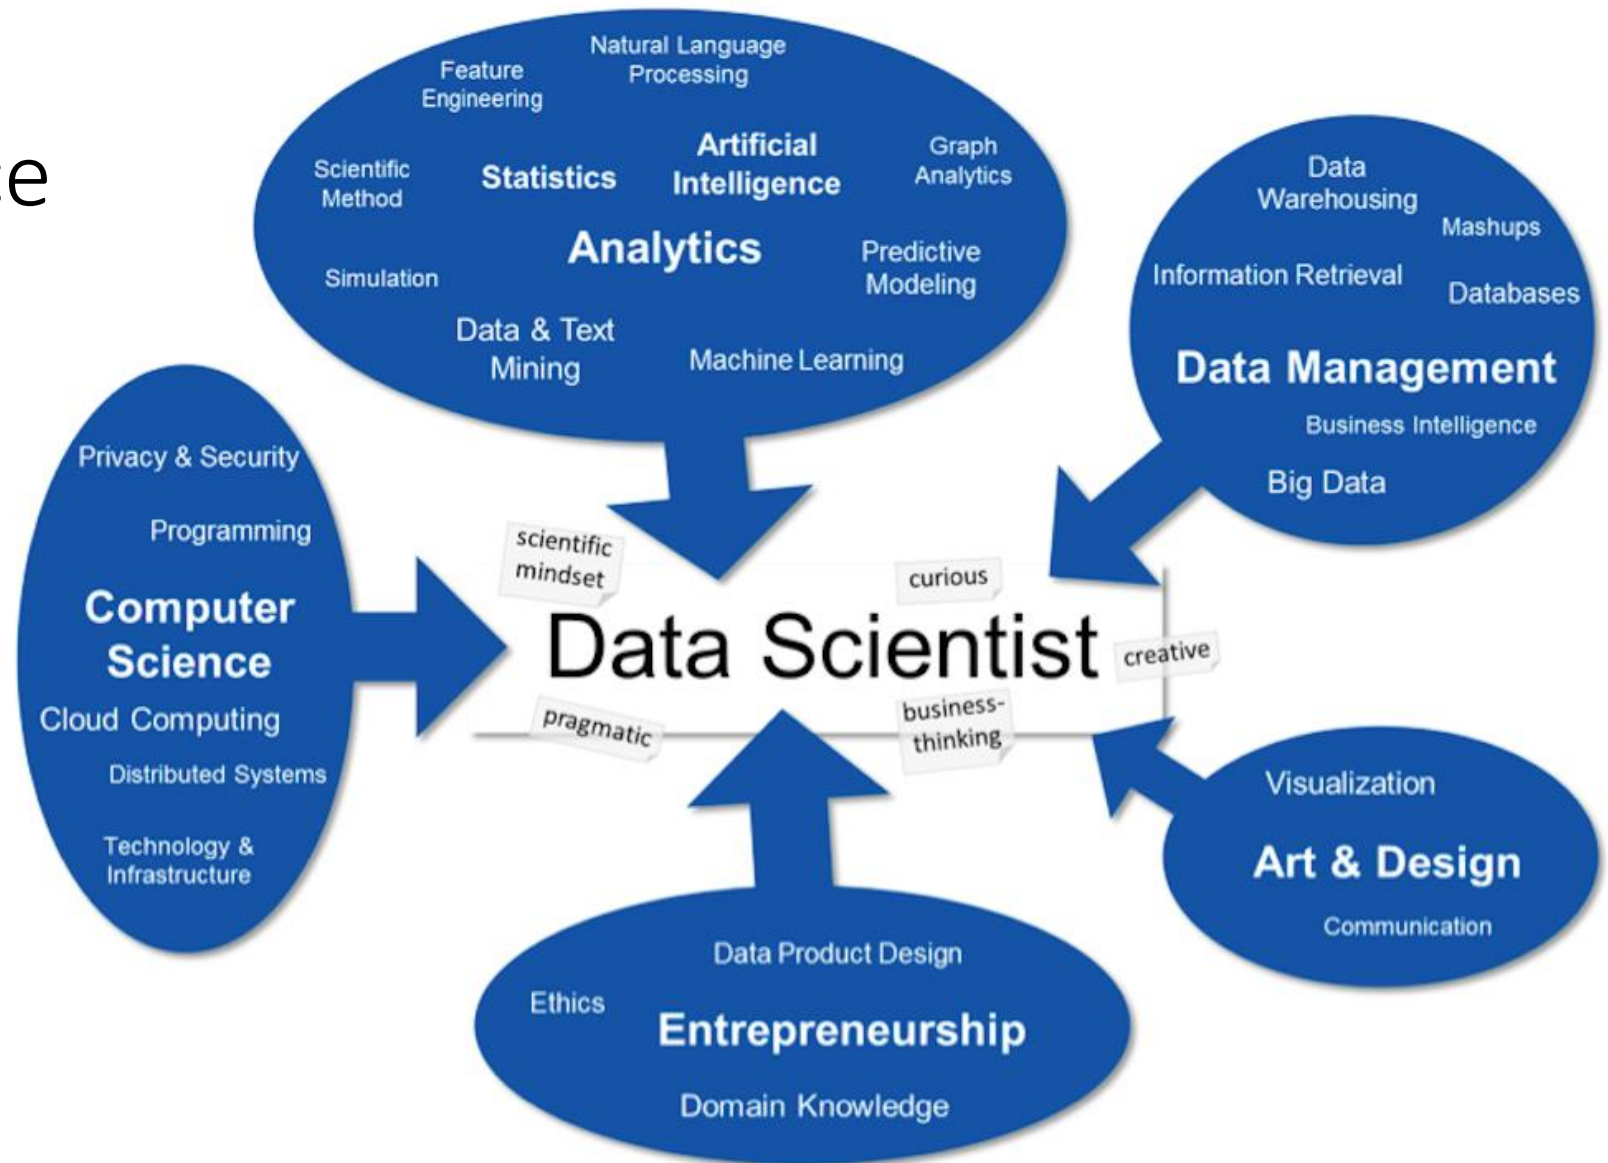 Natural Language
Processing
Feature
Engineering
Artificial
Intelligence
Graph
Analytics
Scientific
Method
Statistics
Analytics
Predictive
Modeling
Simulation
Data & Text
Mining
Machine Learning
Data
Warehousing
Mashups
Information Retrieval
Databases
Data Management
Business Intelligence
Big Data
Privacy & Security
Programming
Computer
Science
Cloud Computing
Distributed Systems
Technology &
Infrastructure
scientific
mindset
curious
Data Scientist
creative
pragmatic
business-
thinking
Visualization
Art & Design
Communication
Data Product Design
Ethics
Entrepreneurship
Domain Knowledge